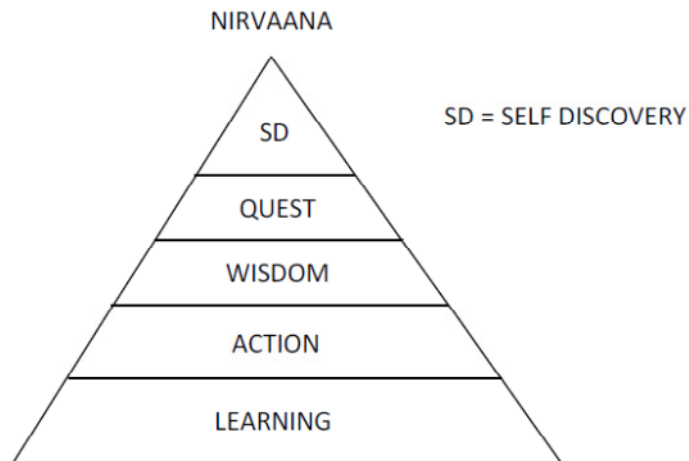 NIRVAANA
SD = SELF DISCOVERY
SD
QUEST
WISDOM
ACTION
LEARNING